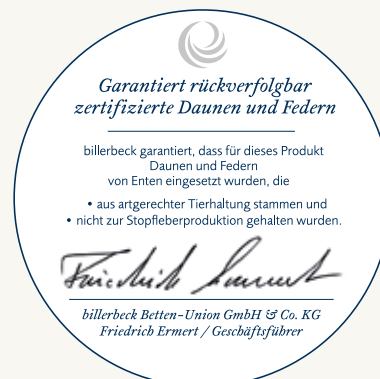 Garantiert rückverfolgbar
zertifizierte Daunen und Federn
billerbeck garantiert, dass für dieses Produkt
Daunen und Federn
von Enten eingesetzt wurden, die
• aus artgerechter Tierhaltung stammen und
• nicht zur Stopfleberproduktion gehalten wurden.
Friedrich Ermert
billerbeck Betten-Union GmbH & Co. KG
Friedrich Ermert / Geschäftsführer